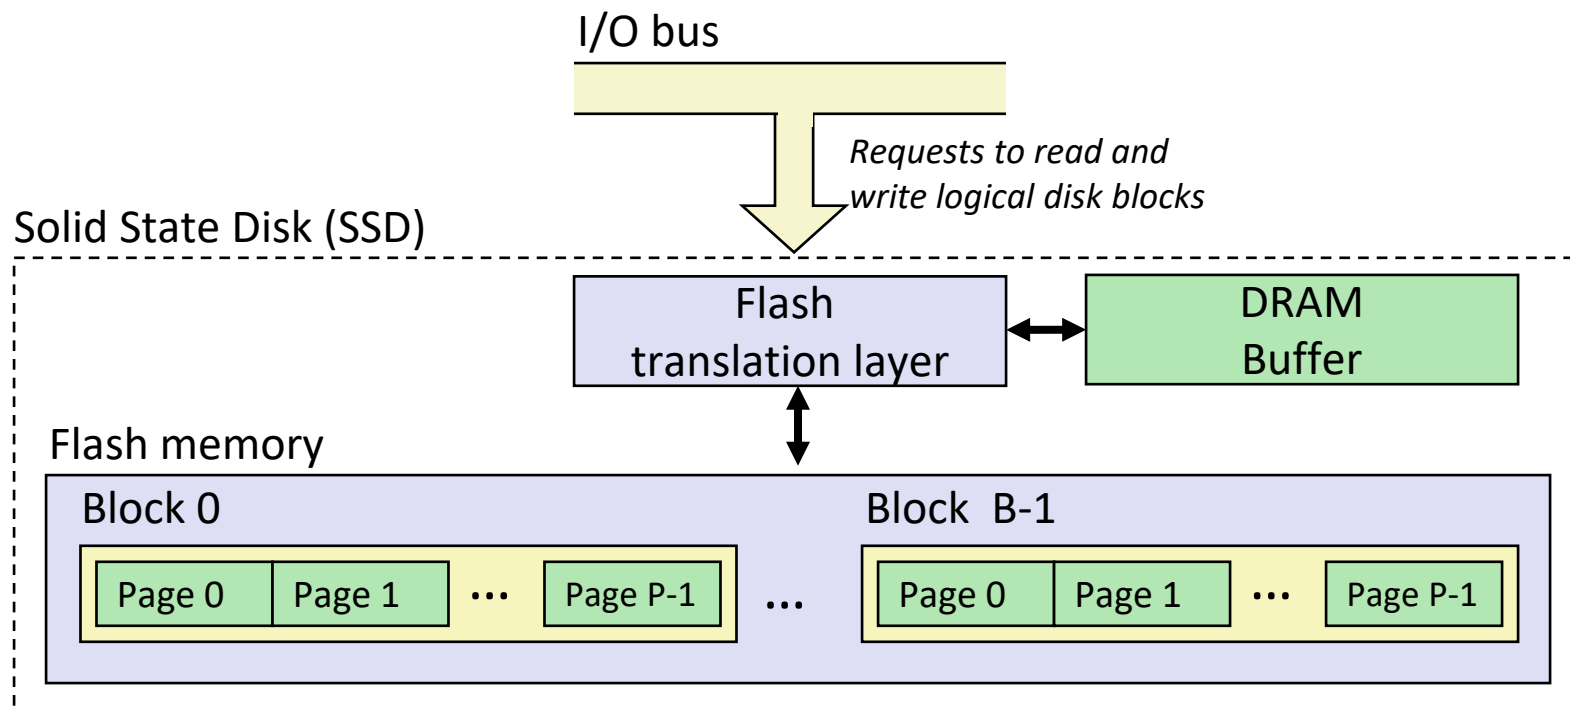 I/O bus
Requests to read and
write logical disk blocks
Solid State Disk (SSD)
Flash
translation layer
DRAM
Buffer
Flash memory
Block 0
Block  B-1
Page 0
Page 1
...
Page P-1
...
Page 0
Page 1
...
Page P-1